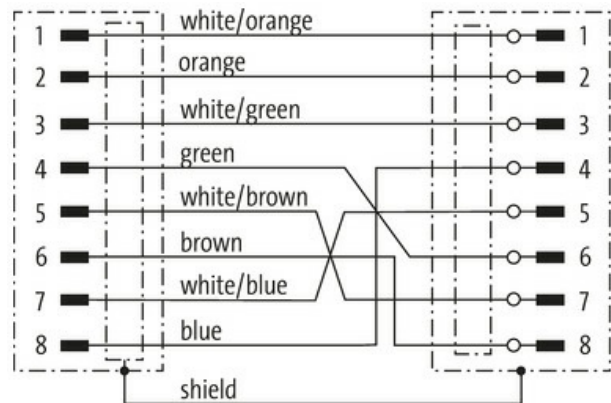 1 white/orange 1
2 orange 2
3 white/green 3
4 green 4
5 white/brown 5
6 brown 6
7 white/blue 7
8 blue 8
shield